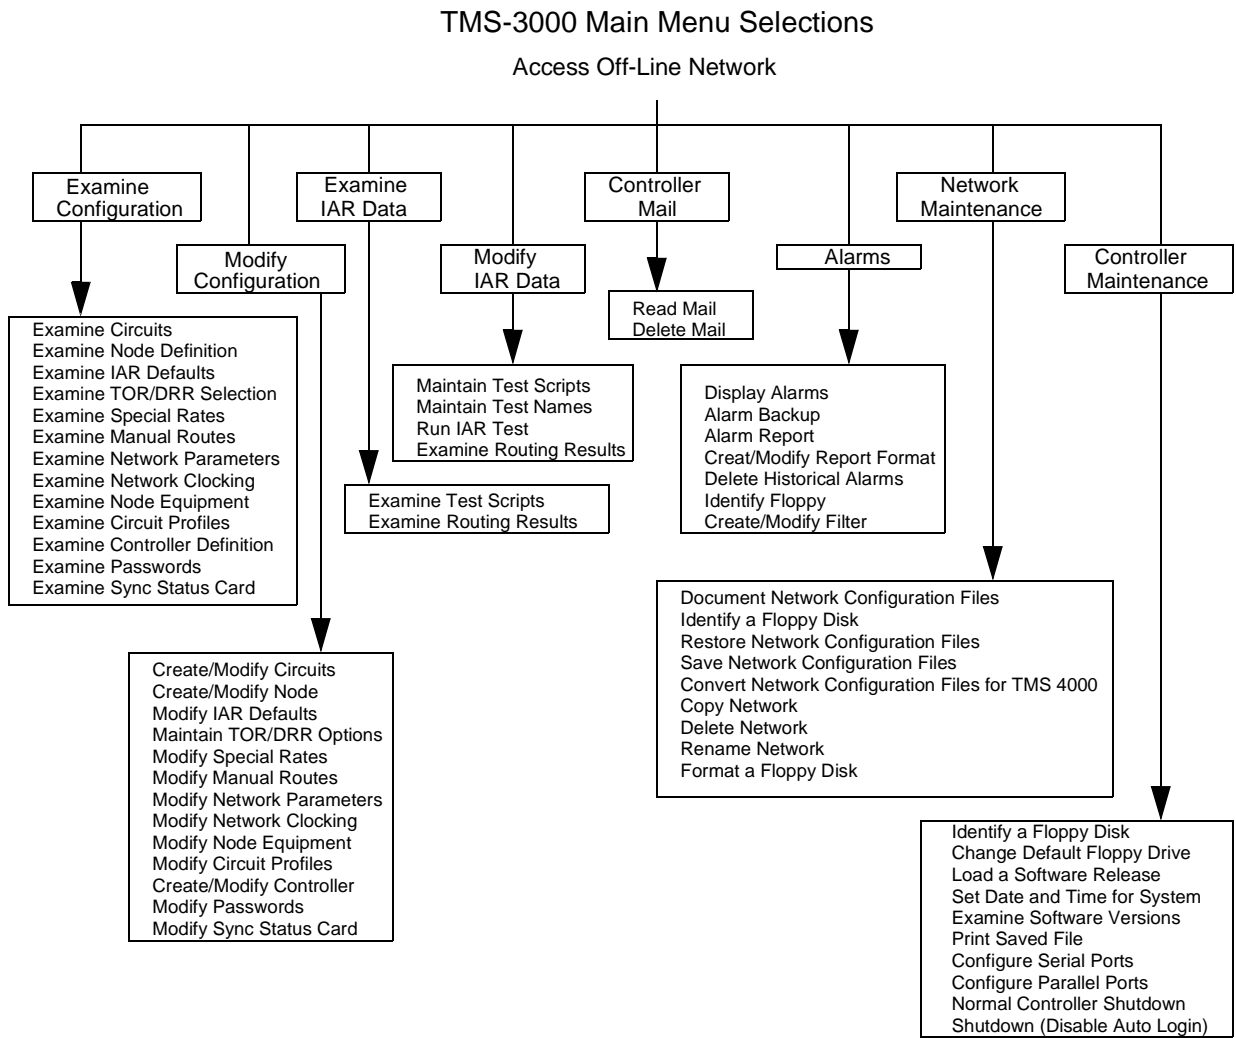 TMS-3000 Main Menu Selections
Access Off-Line Network
Examine
Configuration
Modify
Configuration
Examine
IAR Data
Modify
IAR Data
Controller
Mail
Alarms
Network
Maintenance
Controller
Maintenance
Examine Circuits
Examine Node Definition
Examine IAR Defaults
Examine TOR/DRR Selection
Examine Special Rates
Examine Manual Routes
Examine Network Parameters
Examine Network Clocking
Examine Node Equipment
Examine Circuit Profiles
Examine Controller Definition
Examine Passwords
Examine Sync Status Card
Create/Modify Circuits
Create/Modify Node
Modify IAR Defaults
Maintain TOR/DRR Options
Modify Special Rates
Modify Manual Routes
Modify Network Parameters
Modify Network Clocking
Modify Node Equipment
Modify Circuit Profiles
Create/Modify Controller
Modify Passwords
Modify Sync Status Card
Examine Test Scripts
Examine Routing Results
Maintain Test Scripts
Maintain Test Names
Run IAR Test
Examine Routing Results
Read Mail
Delete Mail
Display Alarms
Alarm Backup
Alarm Report
Creat/Modify Report Format
Delete Historical Alarms
Identify Floppy
Create/Modify Filter
Document Network Configuration Files
Identify a Floppy Disk
Restore Network Configuration Files
Save Network Configuration Files
Convert Network Configuration Files for TMS 4000
Copy Network
Delete Network
Rename Network
Format a Floppy Disk
Identify a Floppy Disk
Change Default Floppy Drive
Load a Software Release
Set Date and Time for System
Examine Software Versions
Print Saved File
Configure Serial Ports
Configure Parallel Ports
Normal Controller Shutdown
Shutdown (Disable Auto Login)